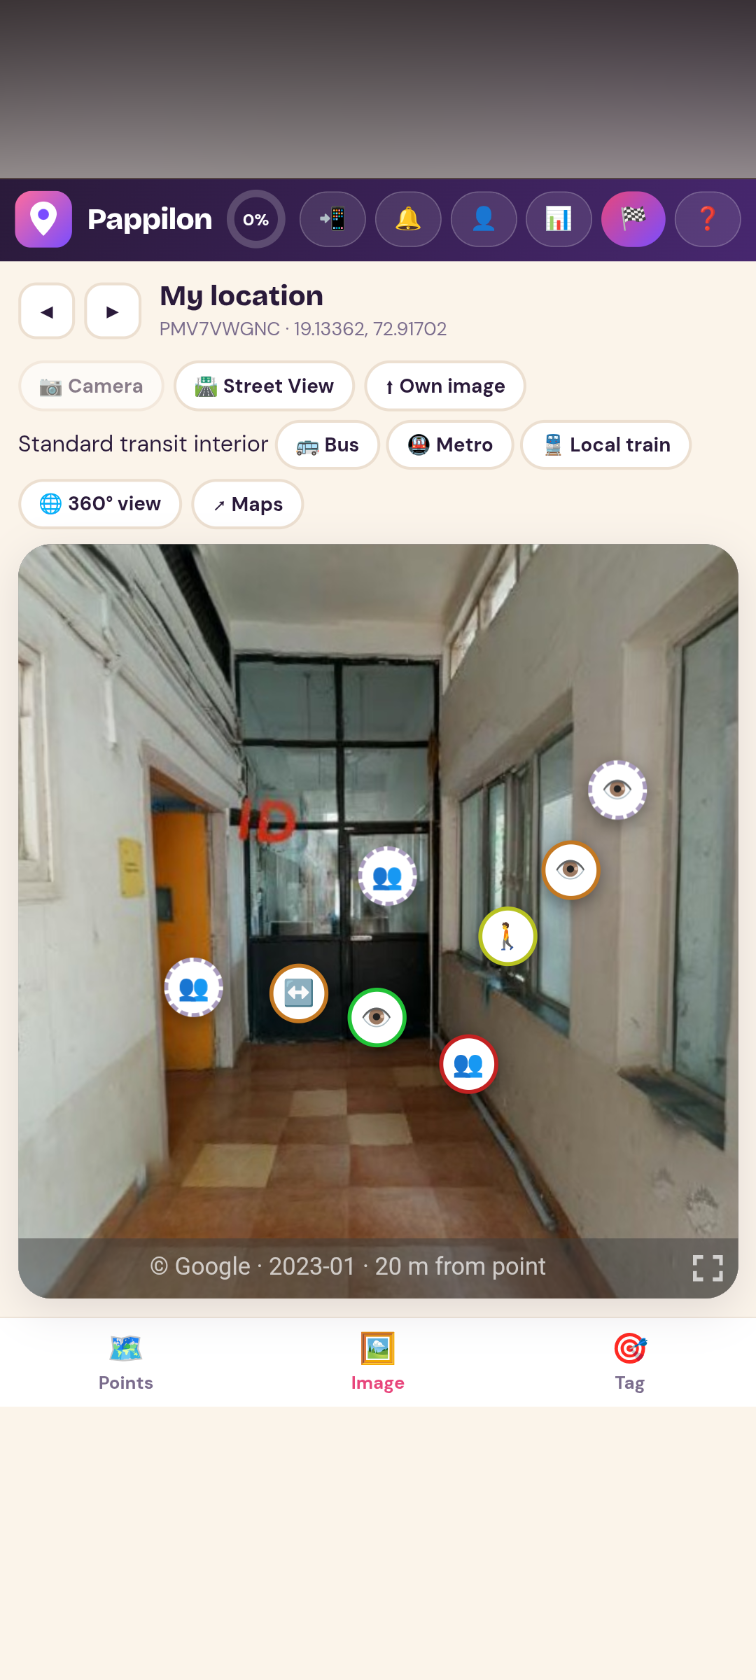 Pappilon
0%
My location
PMV7VWGNC · 19.13362, 72.91702
Camera
Street View
Own image
Standard transit interior
Bus
Metro
Local train
360° view
Maps
ID
© Google · 2023-01 · 20 m from point
Points
Image
Tag